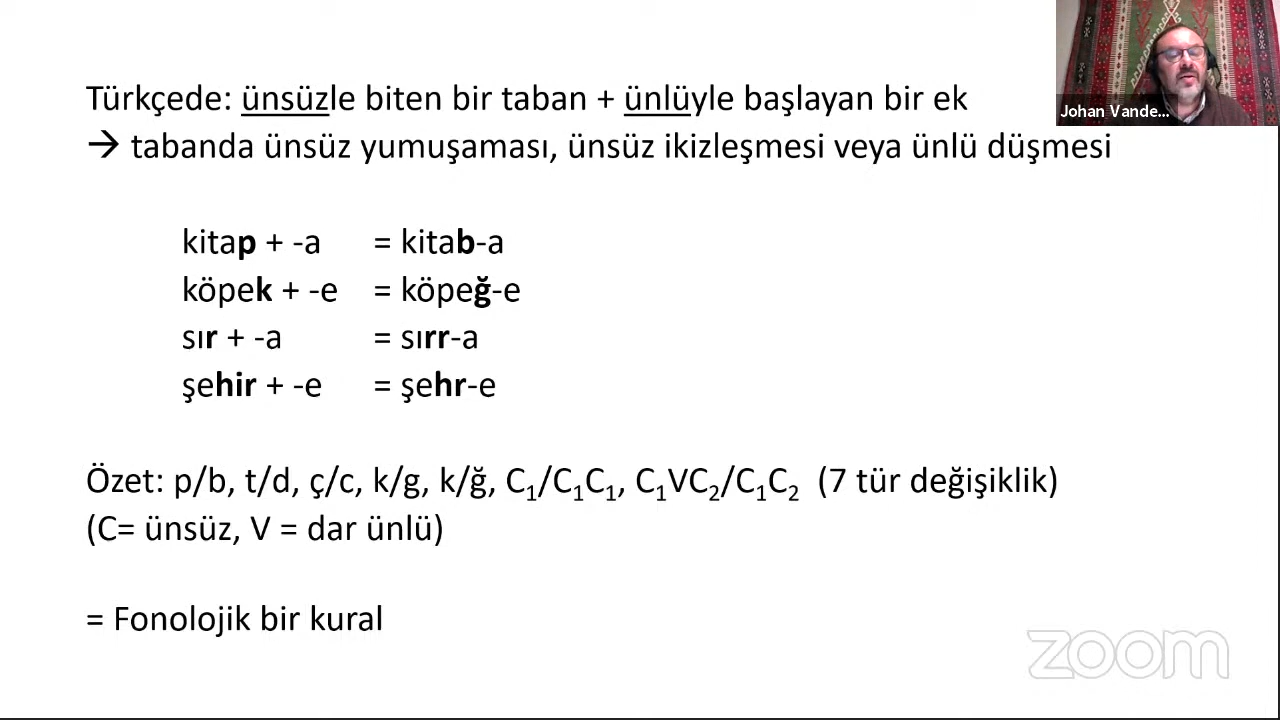 Türkçede: ünsüzle biten bir taban + ünlüyle başlayan bir ek
→ tabanda ünsüz yumuşaması, ünsüz ikizleşmesi veya ünlü düşmesi
kitap + -a = kitab-a
köpek + -e = köpeğ-e
sır + -a = sırr-a
şehir + -e = şehr-e
Özet: p/b, t/d, ç/c, k/g, k/ğ, C₁/C₁C₁, C₁VC₂/C₁C₂ (7 tür değişiklik)
(C= ünsüz, V = dar ünlü)
= Fonolojik bir kural
Johan Vande...
zoom